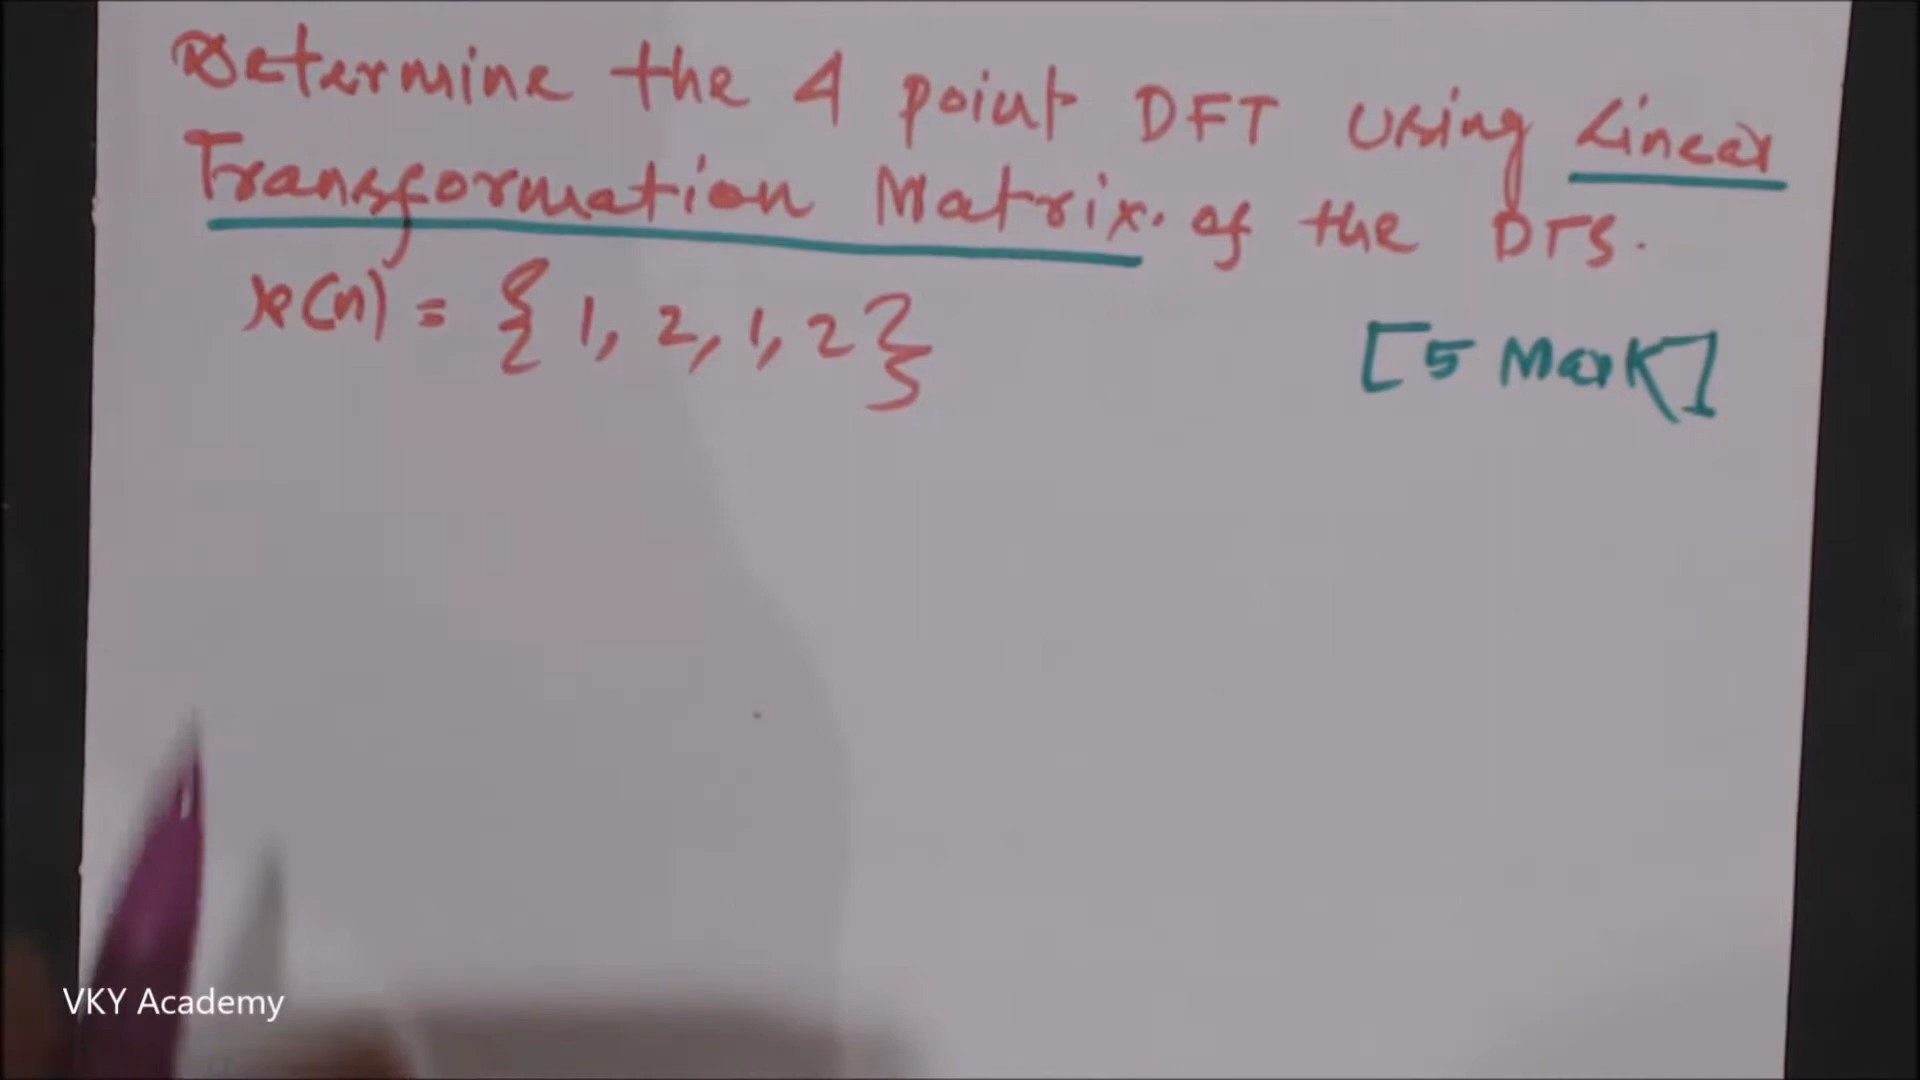 Determine the 4 point DFT using Linear
Transformation Matrix. of the DTS.
x(n) = { 1, 2, 1, 2 }
[5 Mark]
VKY Academy